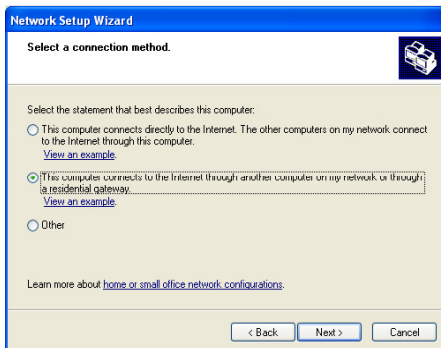 Network Setup Wizard
Select a connection method.
Select the statement that best describes this computer:
This computer connects directly to the Internet. The other computers on my network connect
to the Internet through this computer.
View an example.
This computer connects to the Internet through another computer on my network or through
a residential gateway.
View an example.
Other
Learn more about home or small office network configurations.
< Back
Next >
Cancel